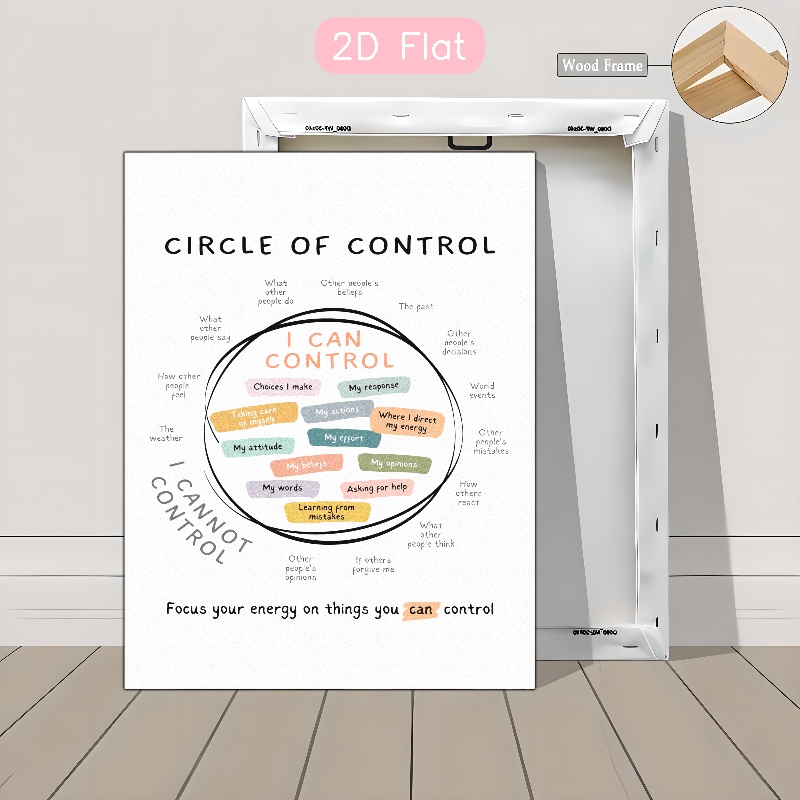 2D Flat
Wood Frame
CIRCLE OF CONTROL
What
other
people do
Other people's
beliefs
The past
What
other
people say
Other
people's
decisions
How other
people
feel
World
events
The
weather
Other
people's
mistakes
How
others
react
What
other
people think
If others
forgive me
Other
people's
opinions
I CANNOT
CONTROL
I CAN
CONTROL
Choices I make
My response
Taking care
of myself
My actions
Where I direct
my energy
My attitude
My effort
My beliefs
My opinions
My words
Asking for help
Learning from
mistakes
Focus your energy on things you can control